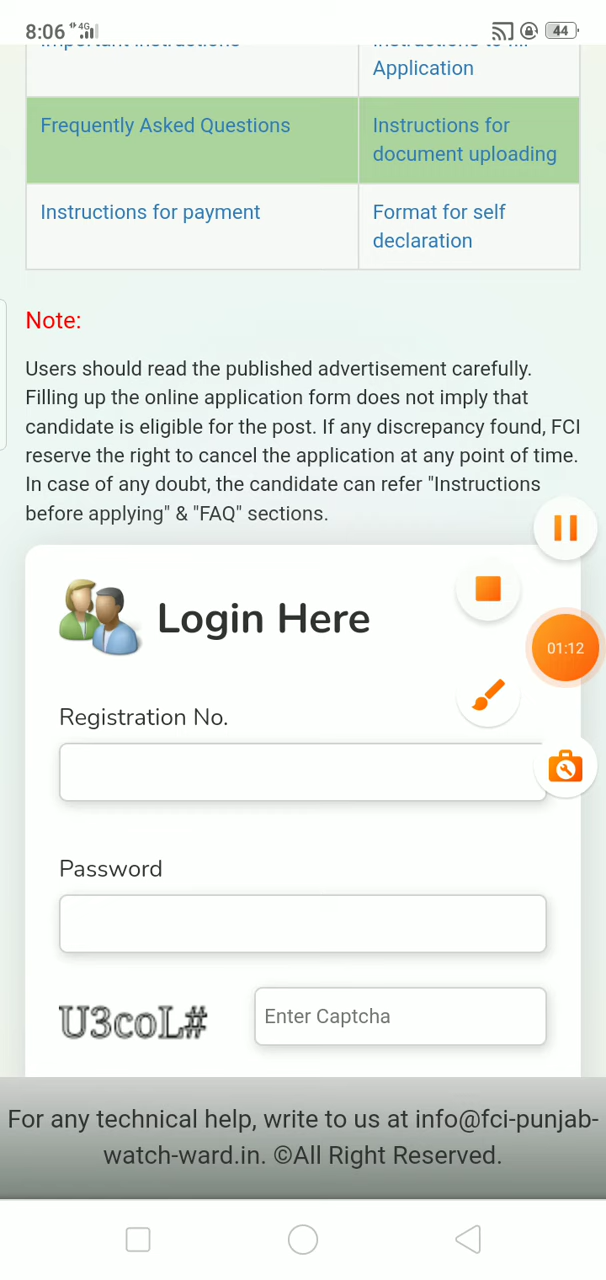 8:06 4G 44
Application
Frequently Asked Questions
Instructions for
document uploading
Instructions for payment
Format for self
declaration
Note:
Users should read the published advertisement carefully.
Filling up the online application form does not imply that
candidate is eligible for the post. If any discrepancy found, FCI
reserve the right to cancel the application at any point of time.
In case of any doubt, the candidate can refer "Instructions
before applying" & "FAQ" sections.
Login Here
01:12
Registration No.
Password
U3coL#
Enter Captcha
For any technical help, write to us at info@fci-punjab-
watch-ward.in. ©All Right Reserved.